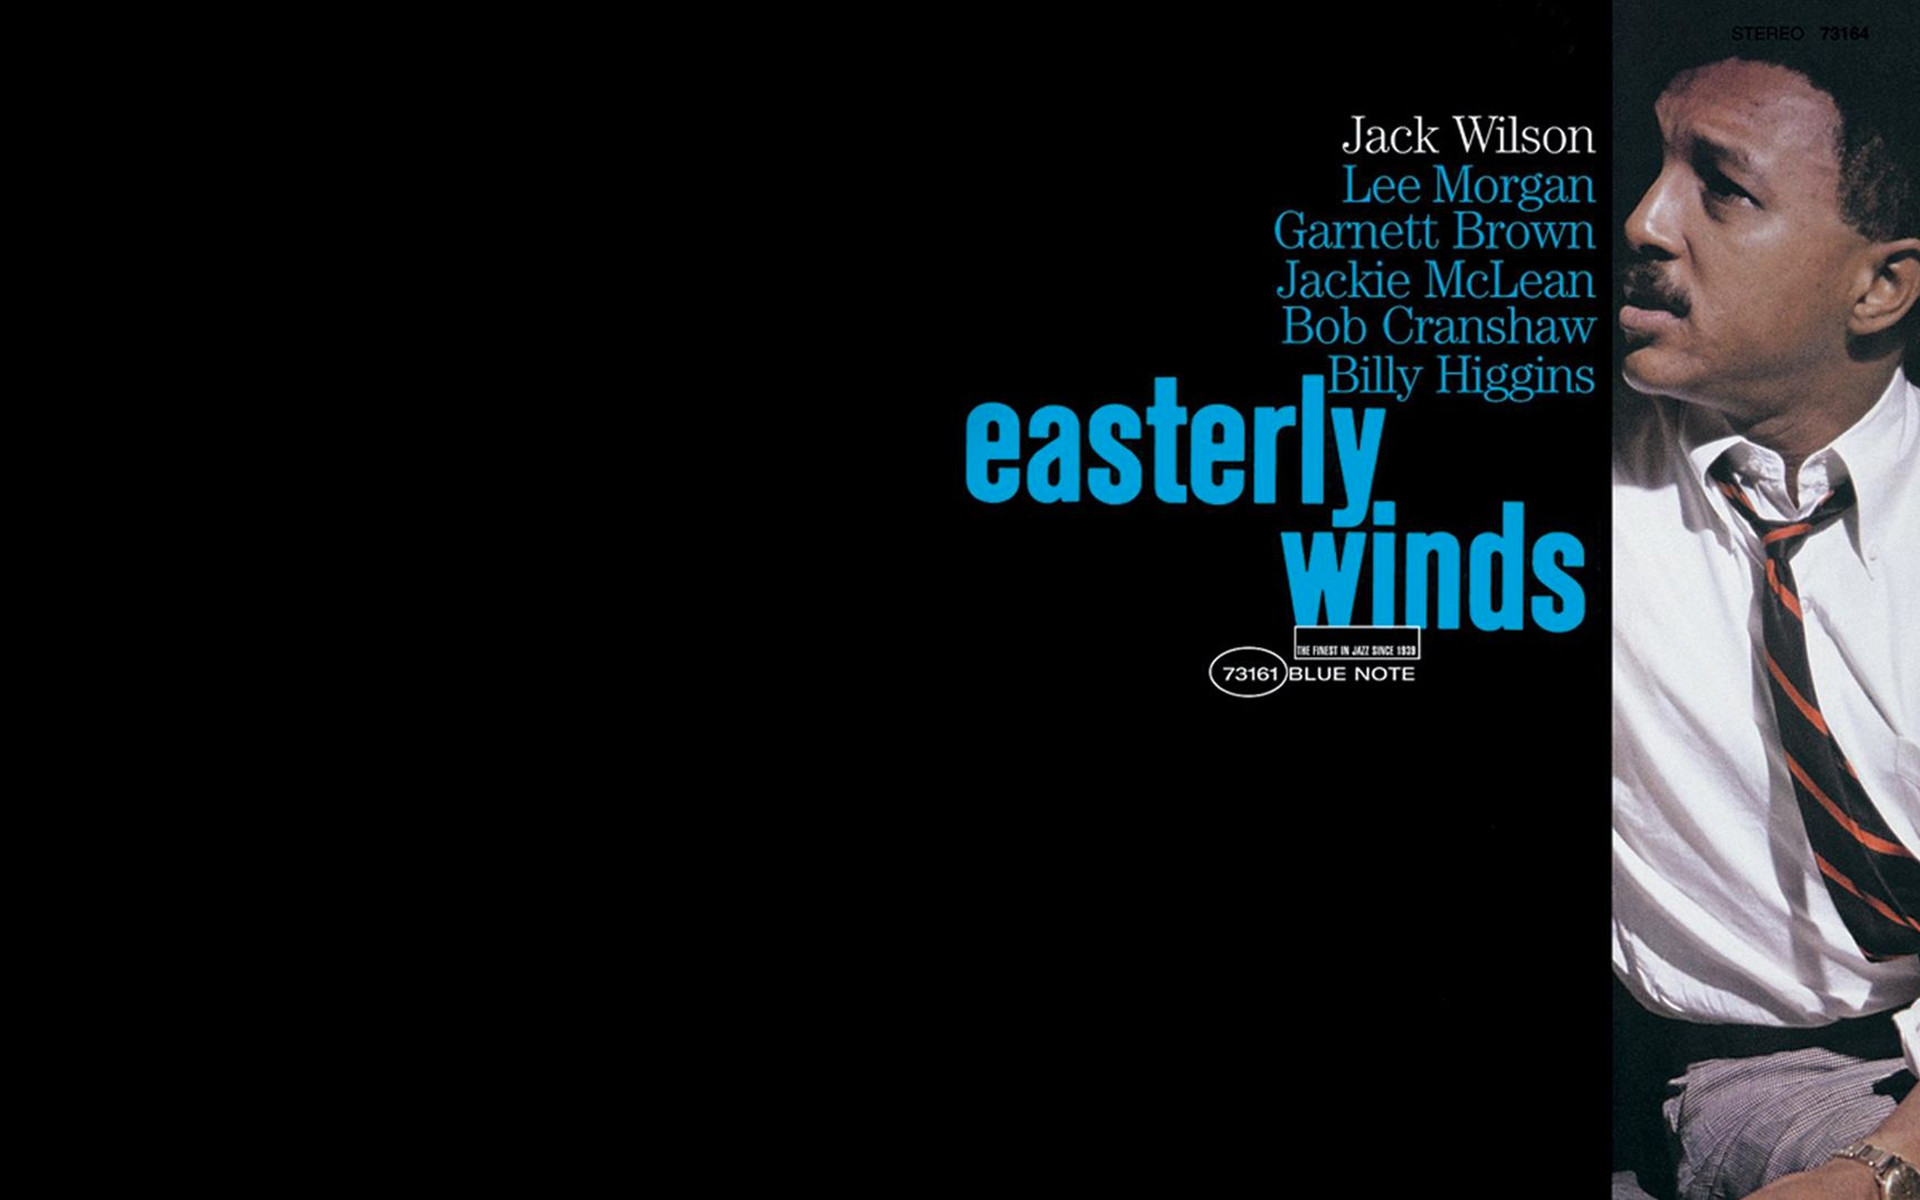 STEREO 73164
Jack Wilson
Lee Morgan
Garnett Brown
Jackie McLean
Bob Cranshaw
Billy Higgins
easterly
winds
THE FINEST IN JAZZ SINCE 1939
73161 BLUE NOTE